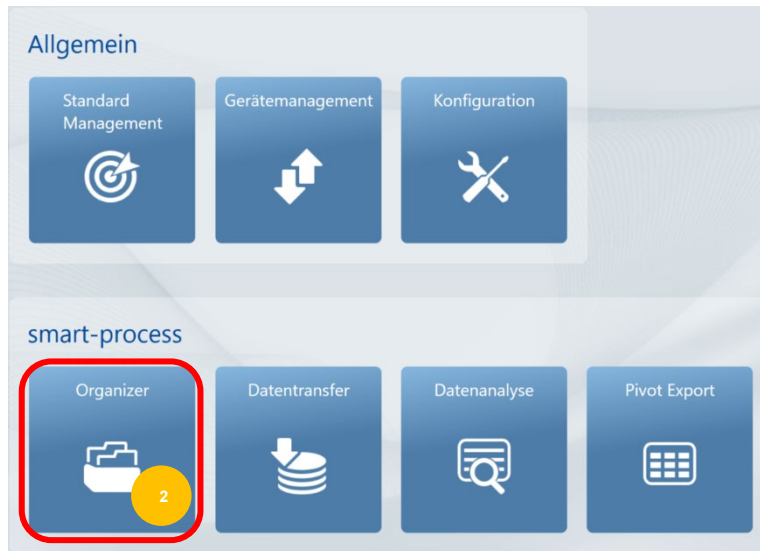 Allgemein
Standard
Management
Gerätemanagement
Konfiguration
smart-process
Organizer
Datentransfer
Datenanalyse
Pivot Export
2